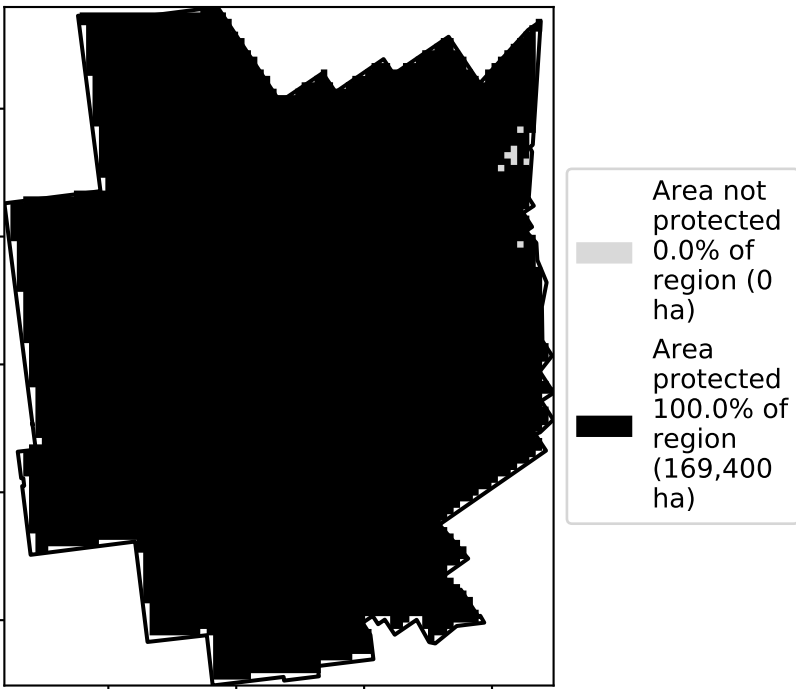 Area not
protected
0.0% of
region (0
ha)
Area
protected
100.0% of
region
(169,400
ha)